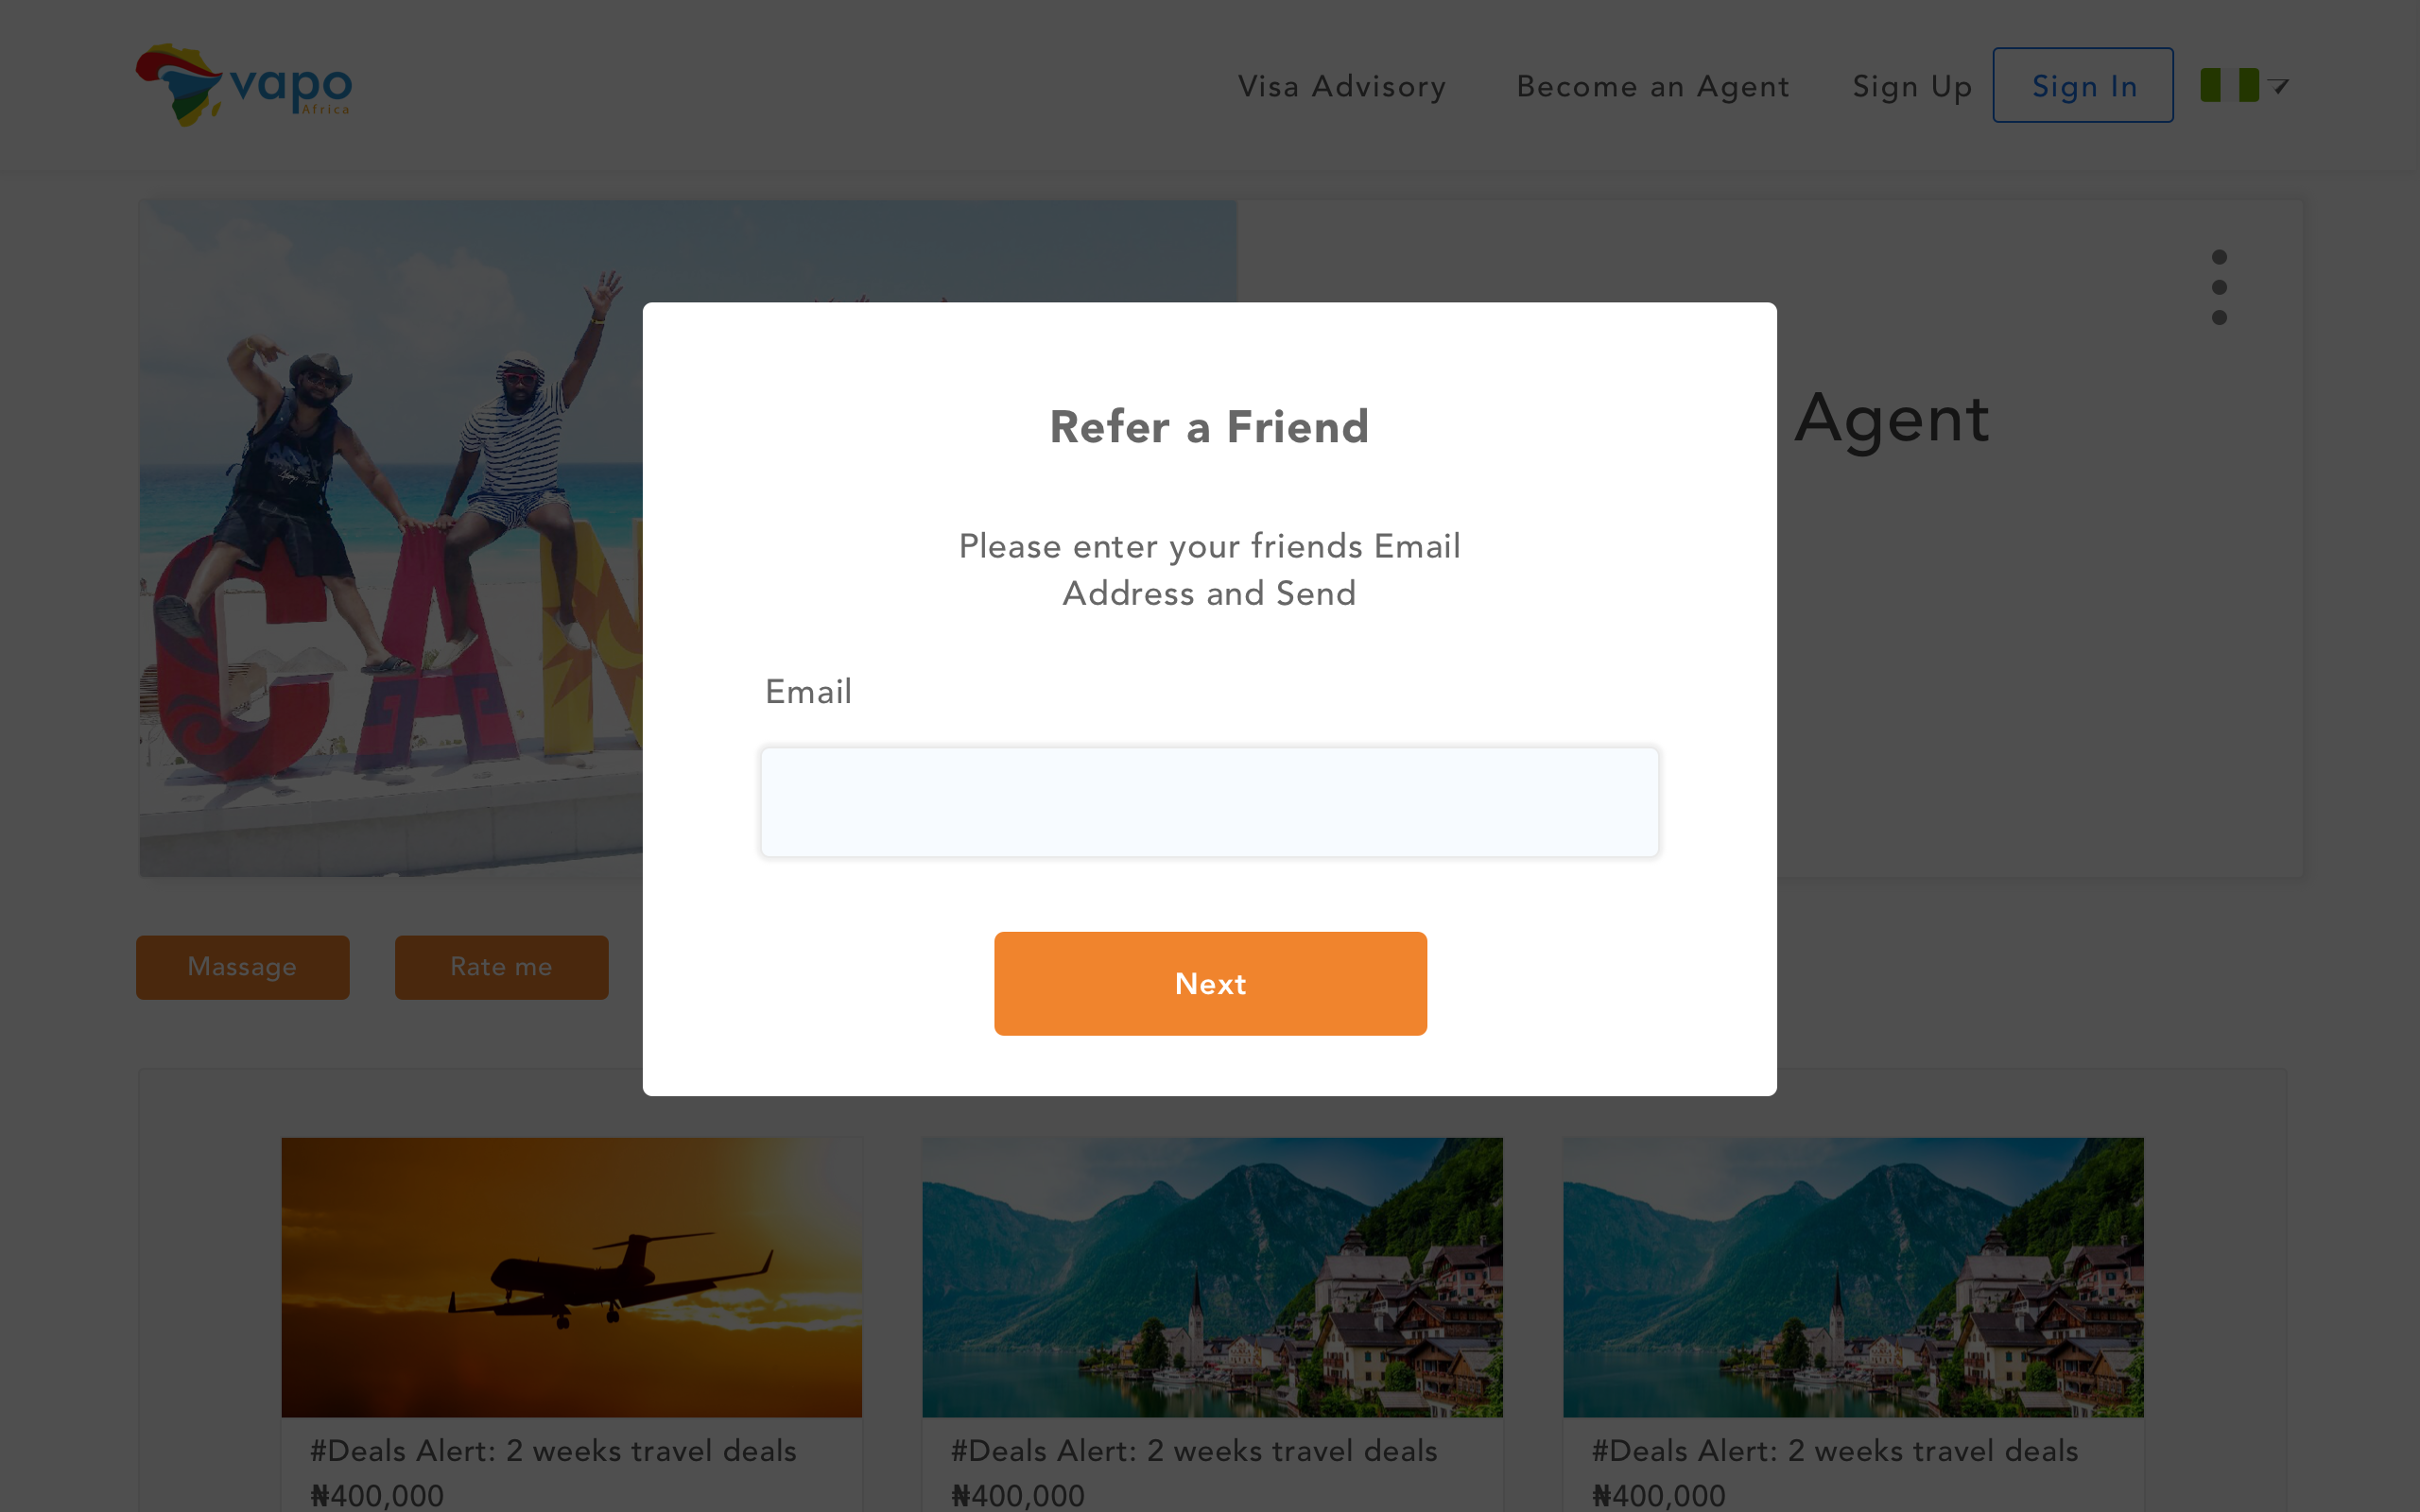 vapo
Africa
Visa Advisory
Become an Agent
Sign Up
Sign In
Agent
CAN
Refer a Friend
Please enter your friends Email
Address and Send
Email
Next
Massage
Rate me
#Deals Alert: 2 weeks travel deals
₦400,000
#Deals Alert: 2 weeks travel deals
₦400,000
#Deals Alert: 2 weeks travel deals
₦400,000